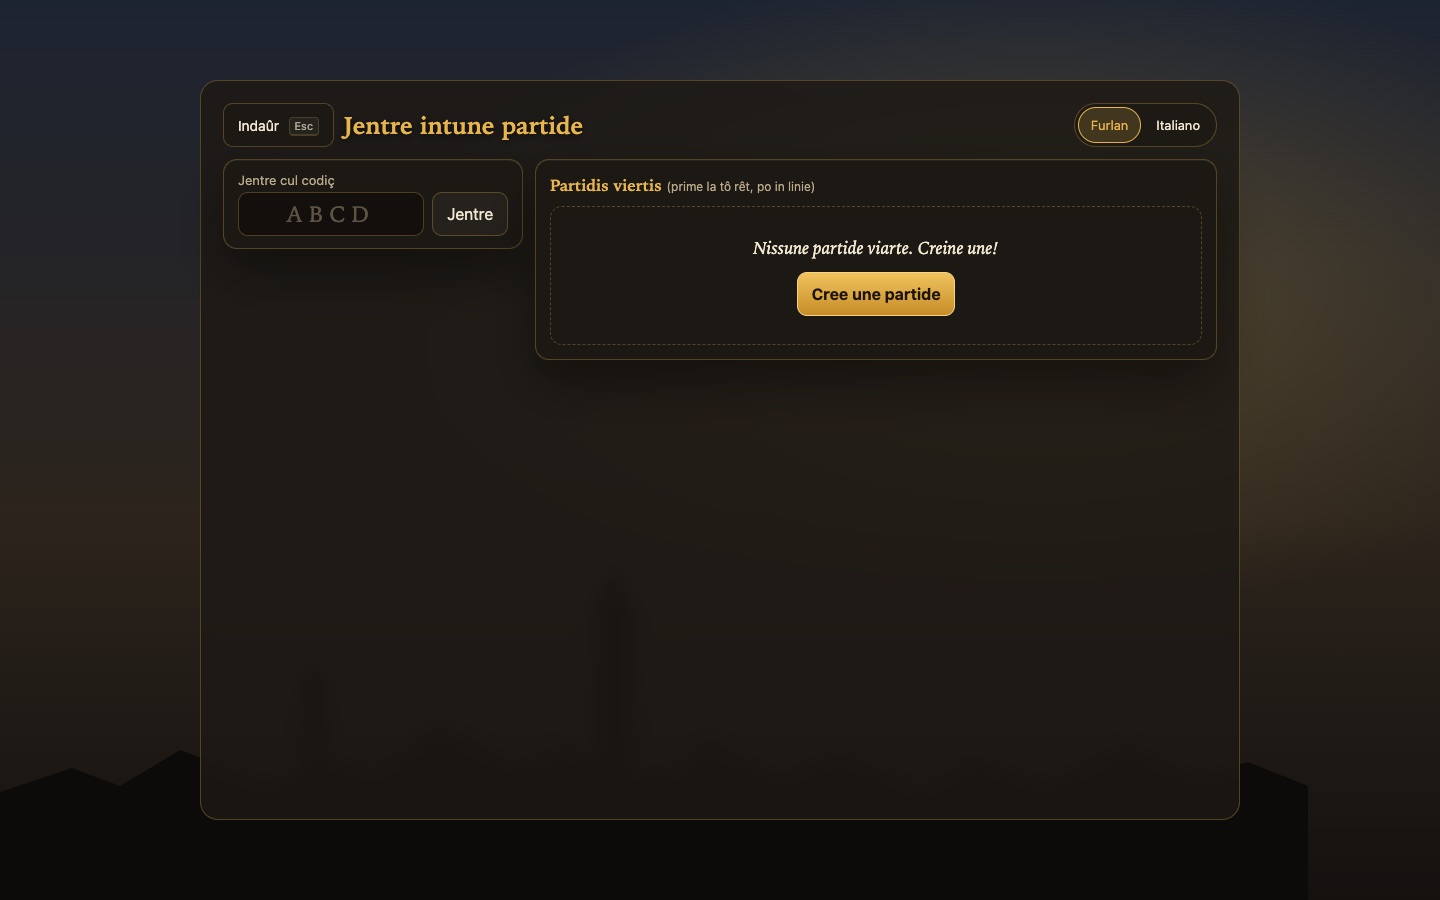 Indaûr Esc
Jentre intune partide
Furlan Italiano
Jentre cul codiç
ABCD
Jentre
Partidis viertis (prime la tô rêt, po in linie)
Nissune partide viarte. Creine une!
Cree une partide